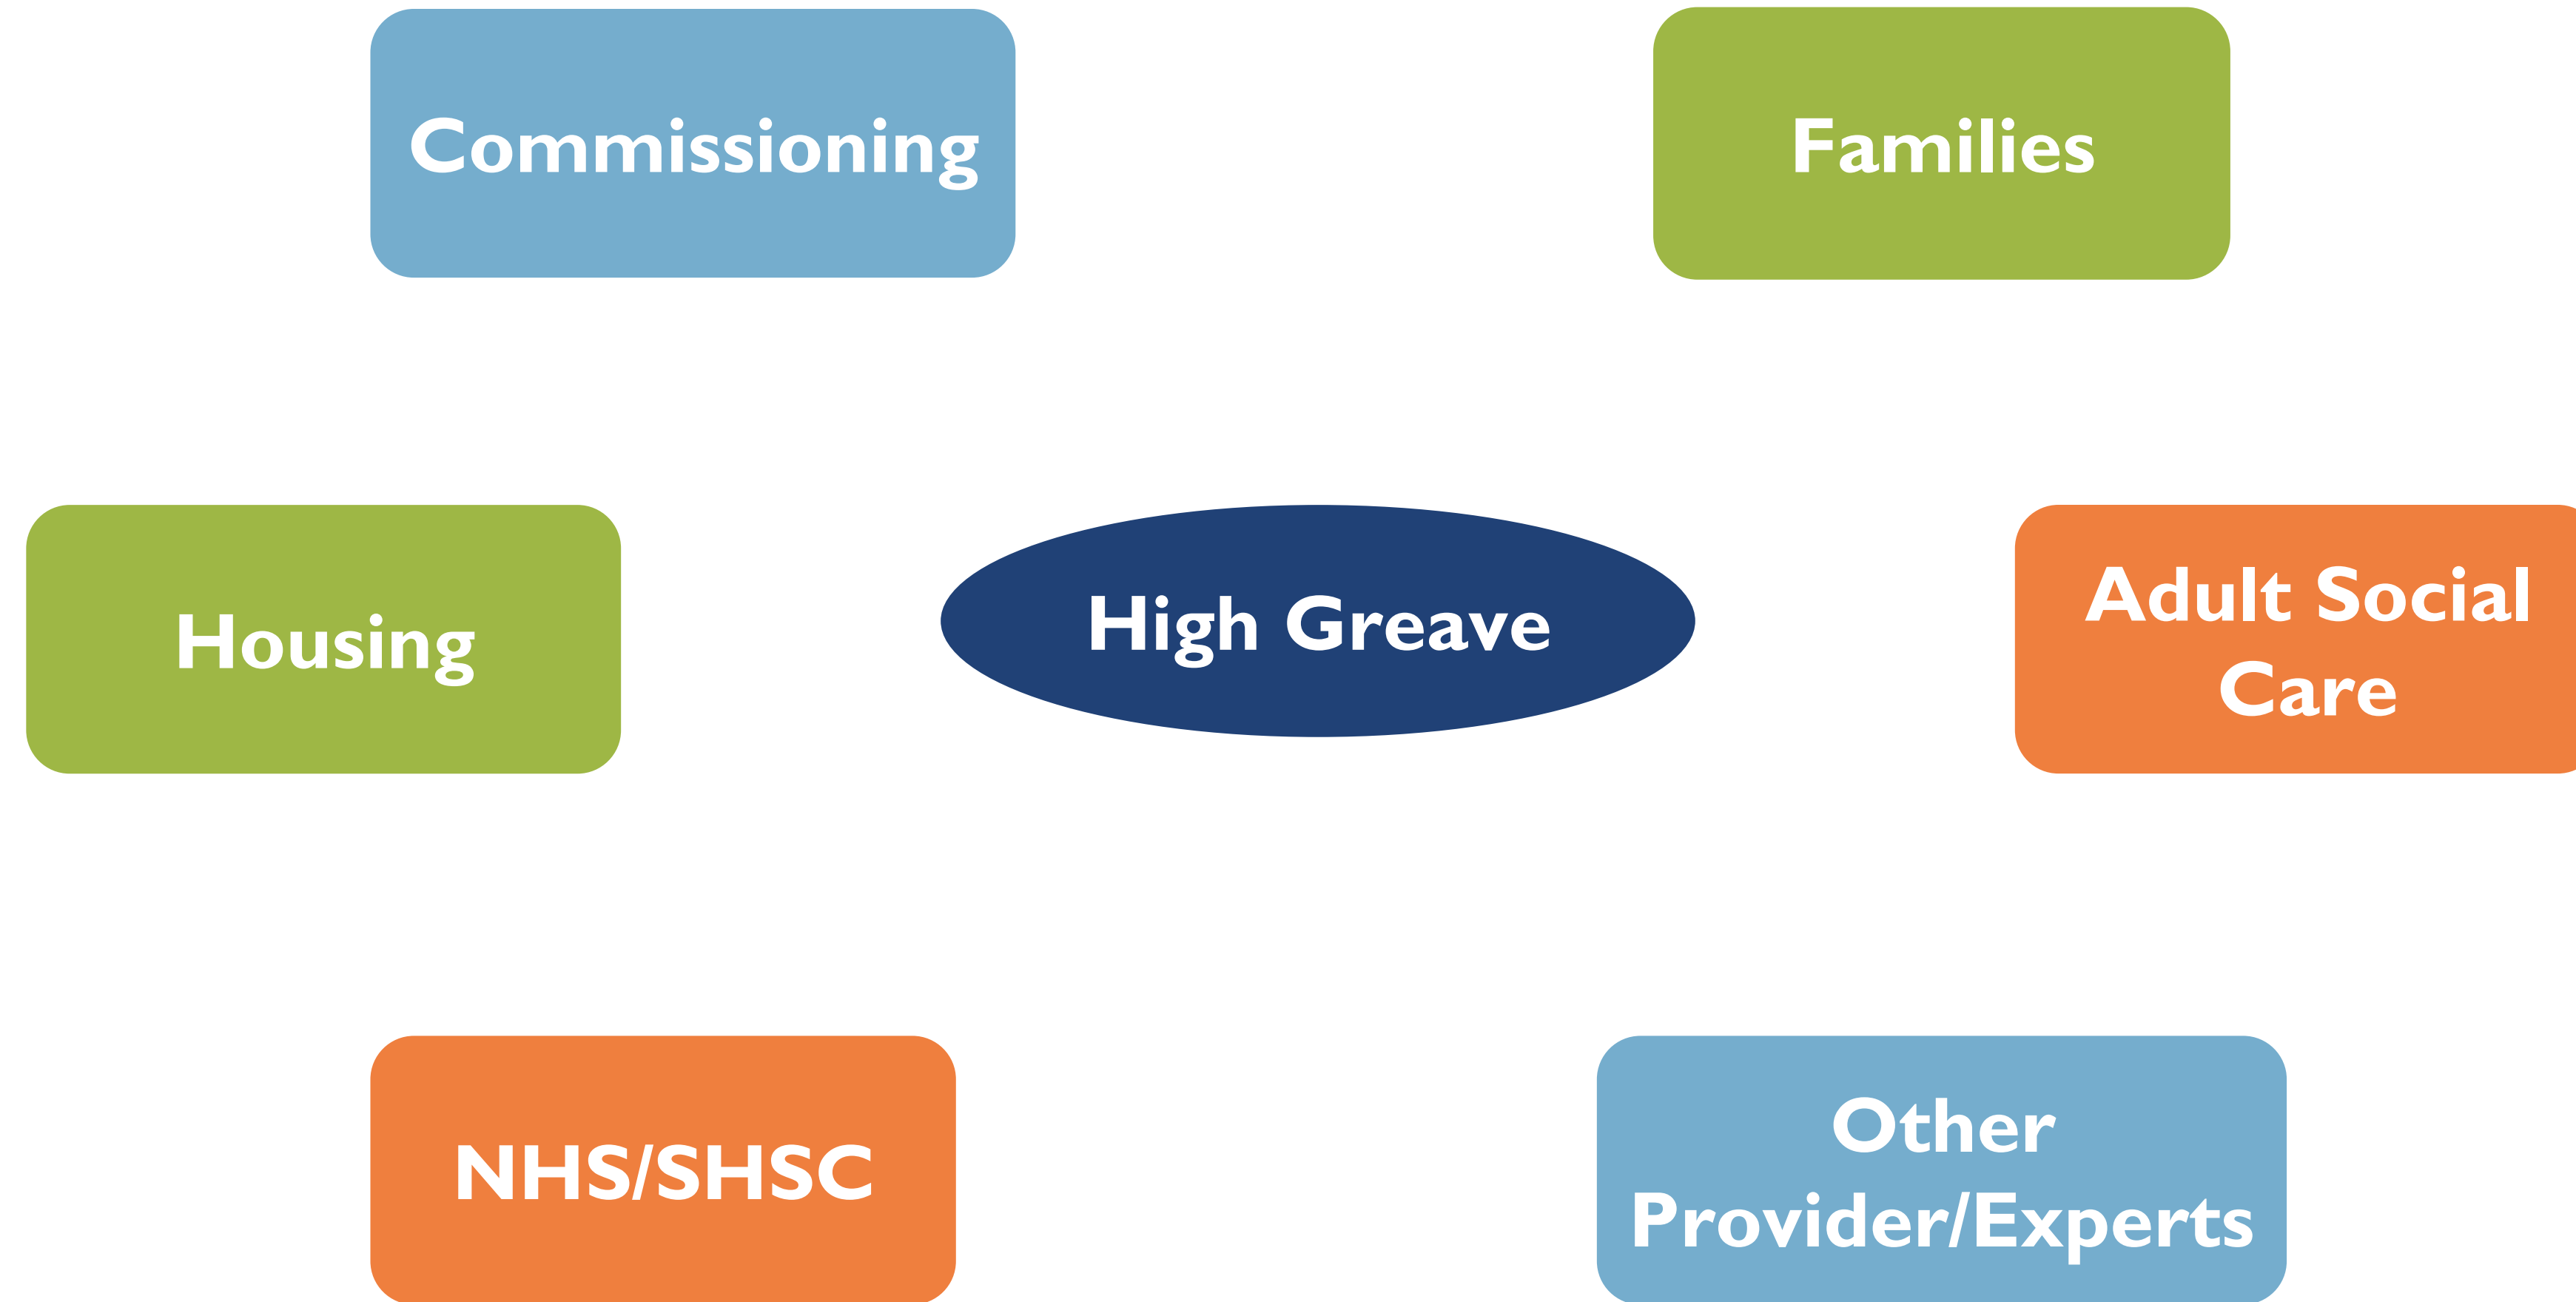 Commissioning
Families
Housing
High Greave
Adult Social
Care
NHS/SHSC
Other
Provider/Experts